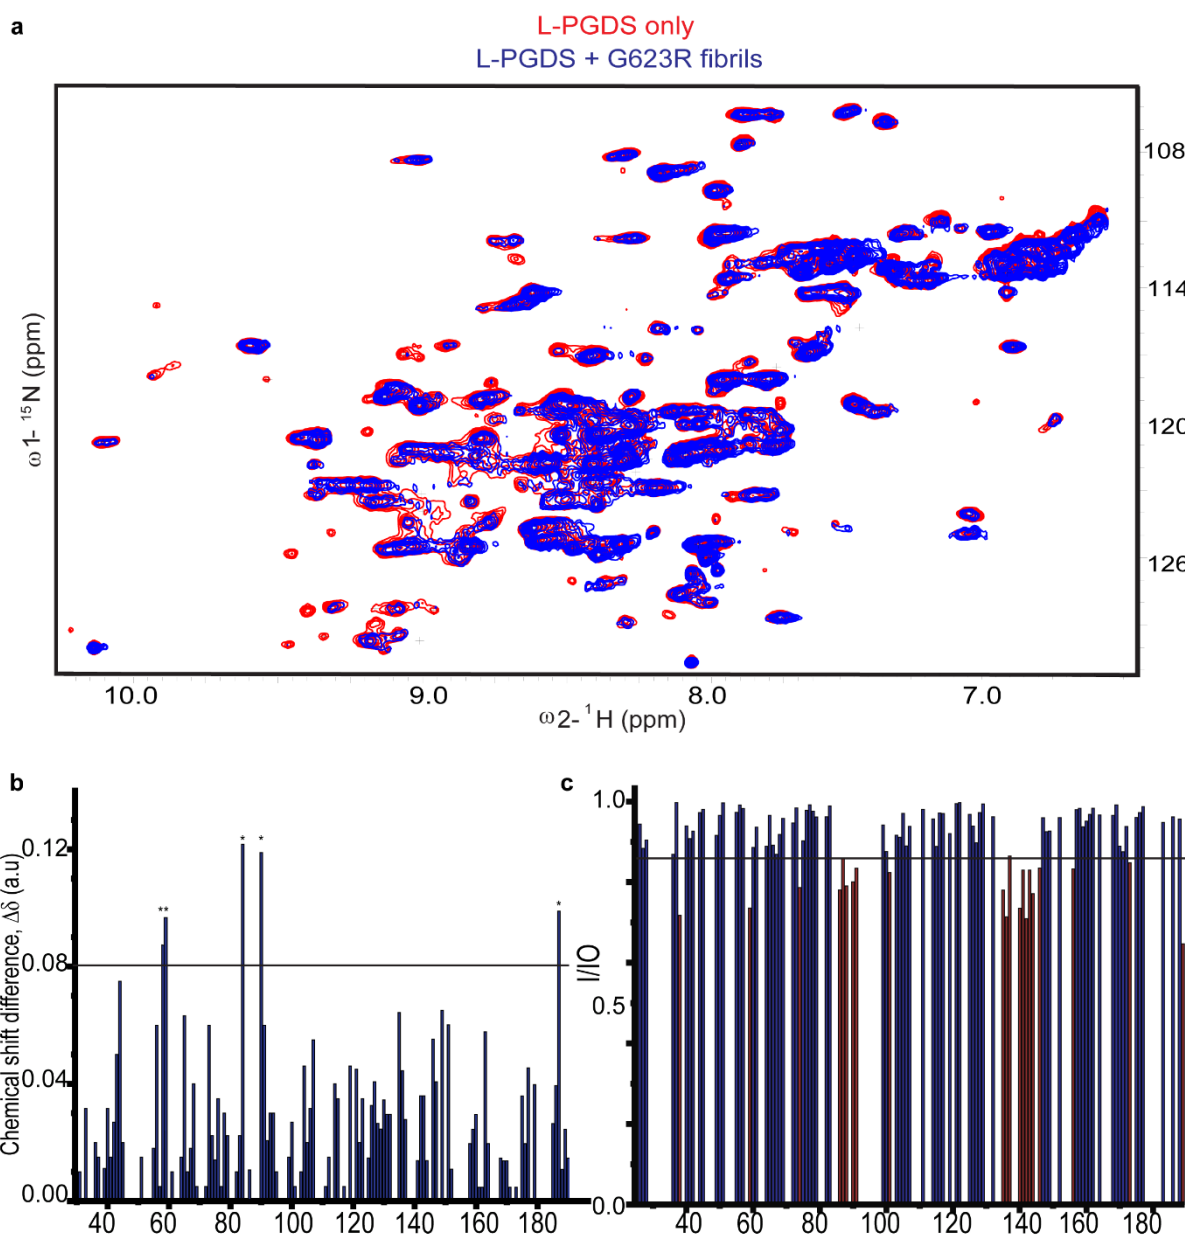 a
L-PGDS only
L-PGDS + G623R fibrils
108
114
120
126
ω1- ¹⁵N (ppm)
10.0 9.0 8.0 7.0
ω2- ¹H (ppm)
b
0.12
0.08
0.04
0.00
Chemical shift difference, Δδ (a.u)
** * * *
40 60 80 100 120 140 160 180
c
1.0
0.5
0.0
I/IO
40 60 80 100 120 140 160 180